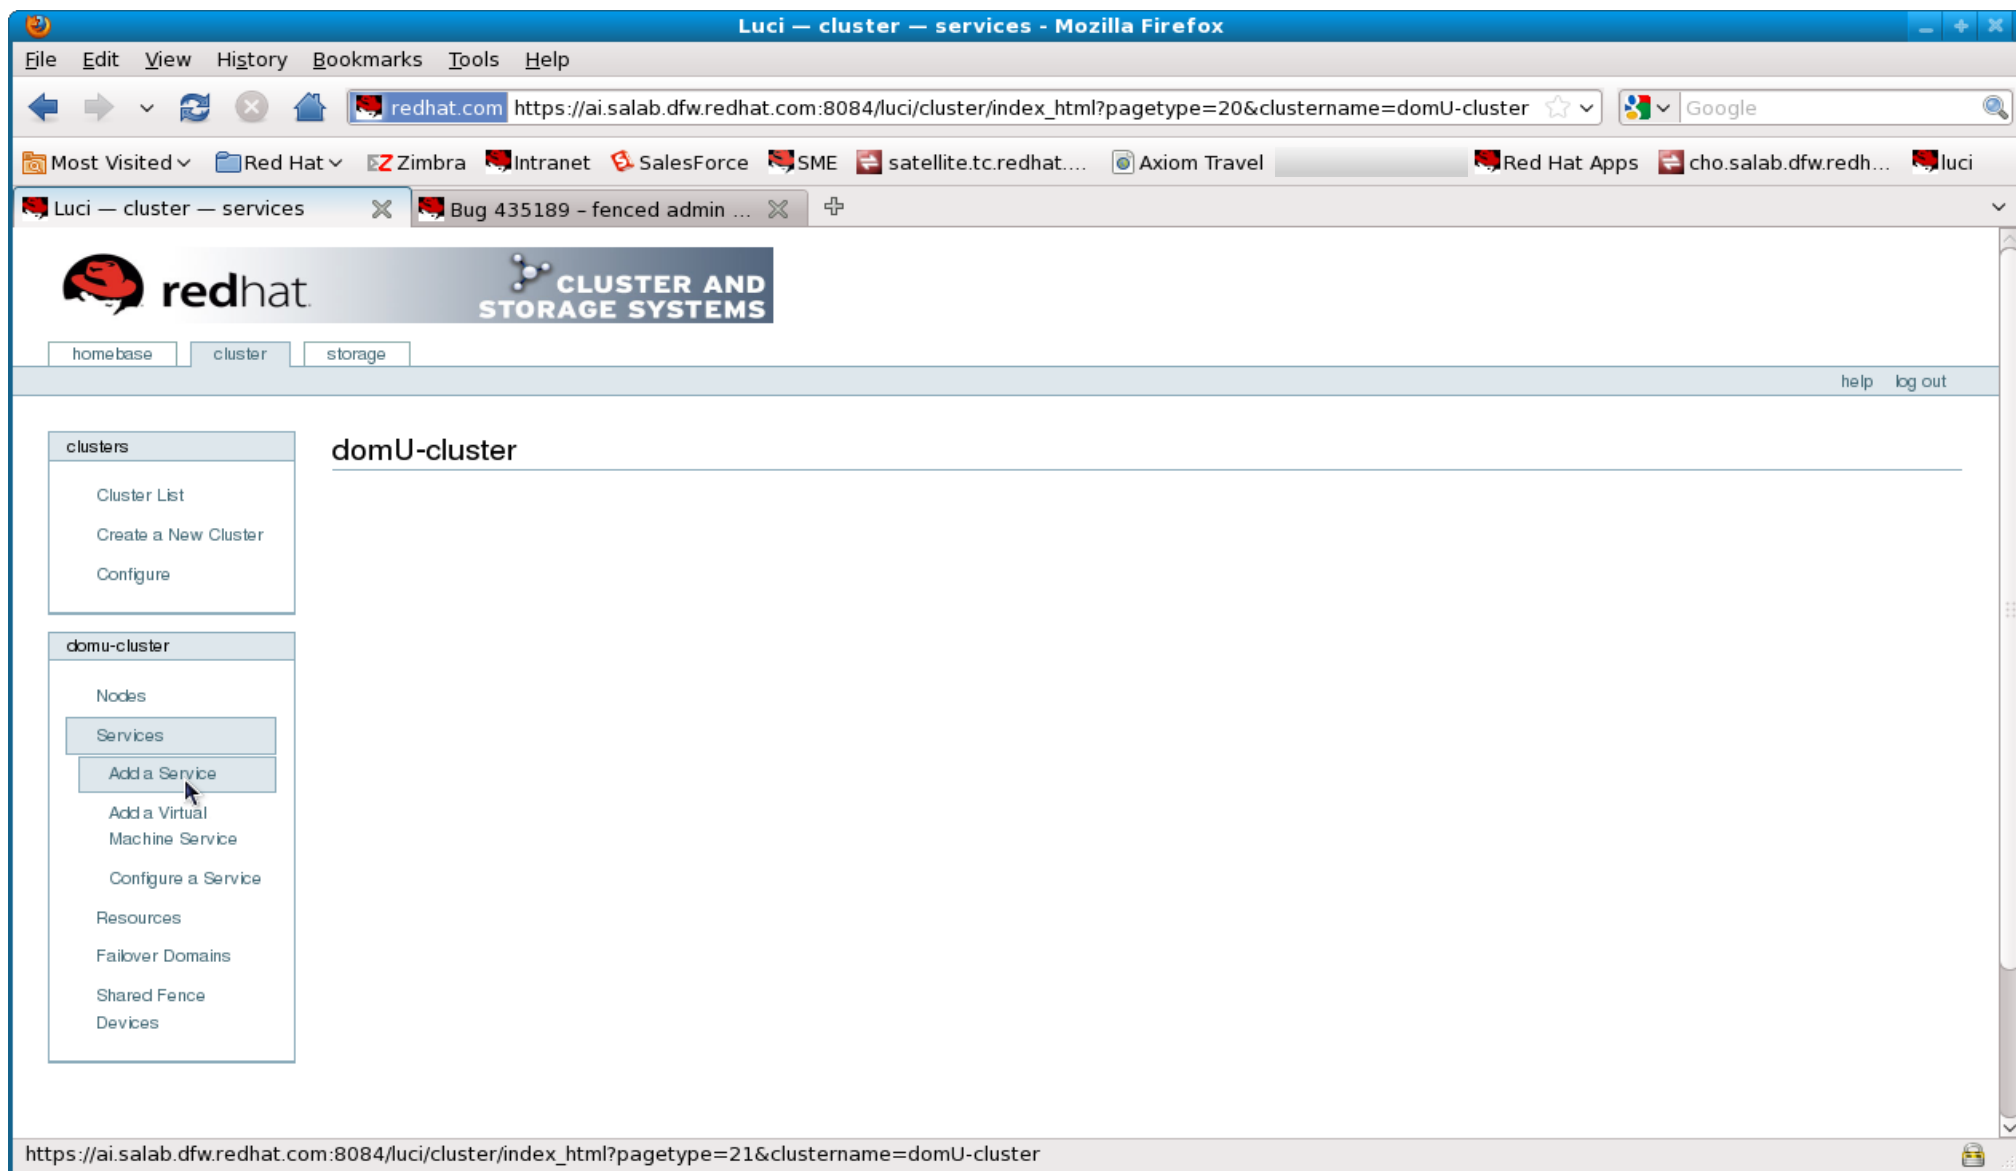 Luci — cluster — services - Mozilla Firefox
File Edit View History Bookmarks Tools Help
redhat.com https://ai.salab.dfw.redhat.com:8084/luci/cluster/index_html?pagetype=20&clustername=domU-cluster Google
Most Visited Red Hat Zimbra Intranet SalesForce SME satellite.tc.redhat.... Axiom Travel Red Hat Apps cho.salab.dfw.redh... luci
Luci — cluster — services Bug 435189 – fenced admin ...
redhat. CLUSTER AND
STORAGE SYSTEMS
homebase cluster storage
help log out
clusters
Cluster List
Create a New Cluster
Configure
domU-cluster
domu-cluster
Nodes
Services
Add a Service
Add a Virtual
Machine Service
Configure a Service
Resources
Failover Domains
Shared Fence
Devices
https://ai.salab.dfw.redhat.com:8084/luci/cluster/index_html?pagetype=21&clustername=domU-cluster